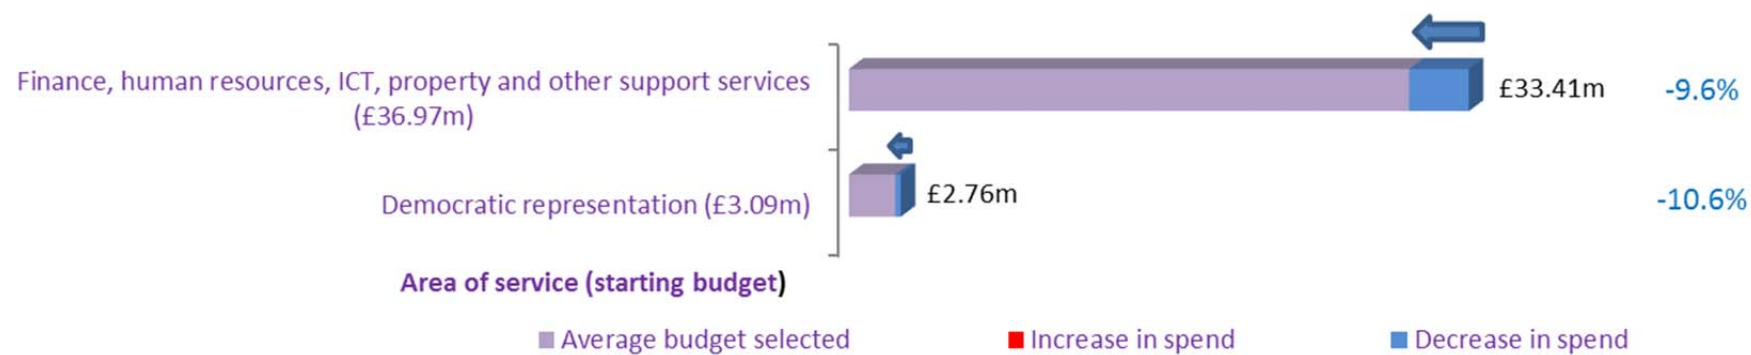 Finance, human resources, ICT, property and other support services
(£36.97m)
£33.41m
-9.6%
Democratic representation (£3.09m)
£2.76m
-10.6%
Area of service (starting budget)
Average budget selected
Increase in spend
Decrease in spend